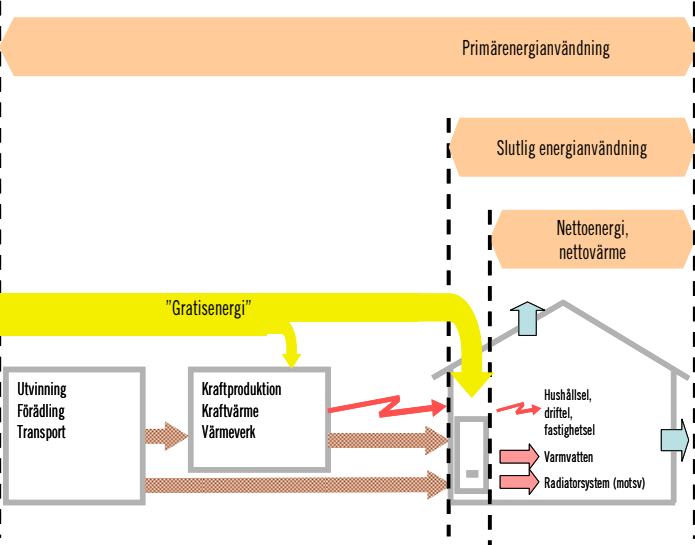 Primärenergianvändning
Slutlig energianvändning
Nettoenergi,
nettovärme
”Gratisenergi”
Utvinning
Förädling
Transport
Kraftproduktion
Kraftvärme
Värmeverk
Hushållsel,
driftel,
fastighetsel
Varmvatten
Radiatorsystem (motsv)